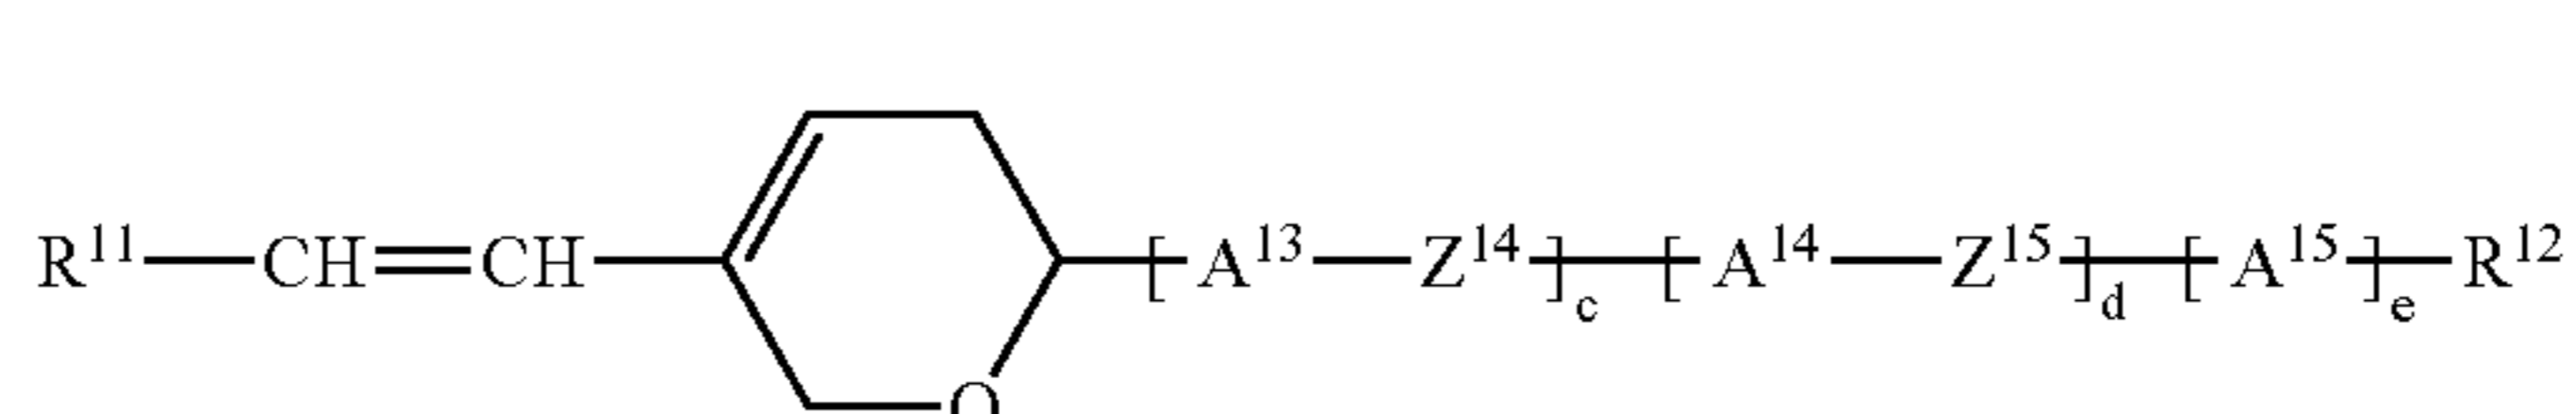 R¹¹—CH=CH—[A¹³—Z¹⁴]c—[A¹⁴—Z¹⁵]d—[A¹⁵]e—R¹²
O